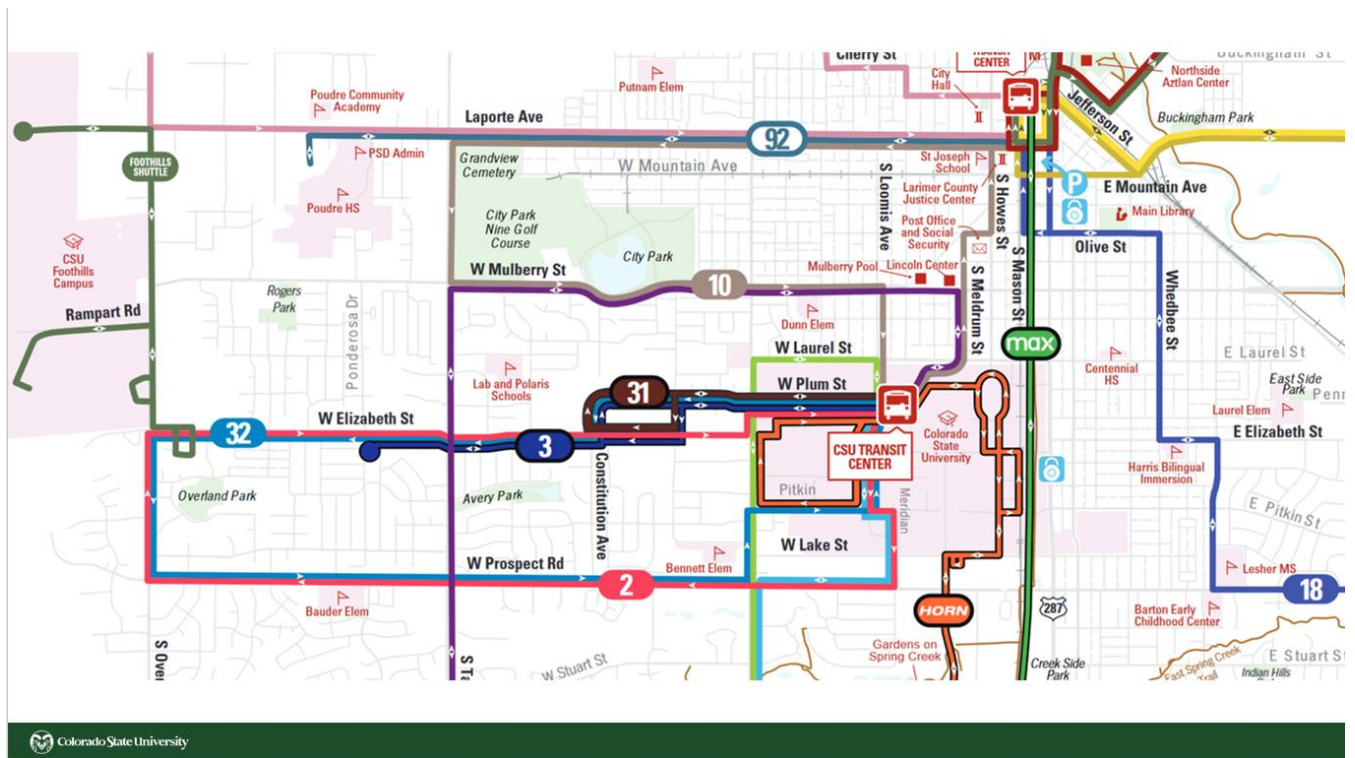 Cherry St
TRANSIT
CENTER
M
Buckingham St
Northside
Aztlan Center
City
Hall
Putnam Elem
Poudre Community
Academy
Jefferson St
Buckingham Park
Laporte Ave
92
PSD Admin
FOOTHILLS
SHUTTLE
Grandview
Cemetery
W Mountain Ave
St Joseph
School
Larimer County
Justice Center
S Loomis Ave
S Howes St
P
E Mountain Ave
Main Library
Poudre HS
City Park
Nine Golf
Course
City Park
Post Office
and Social
Security
Olive St
CSU
Foothills
Campus
W Mulberry St
10
Mulberry Pool
Lincoln Center
S Meldrum St
S Mason St
Whedbee St
Rogers
Park
Ponderosa Dr
Rampart Rd
Dunn Elem
W Laurel St
max
Centennial
HS
E Laurel St
Lab and Polaris
Schools
31
W Plum St
East Side
Park
Penn
Laurel Elem
W Elizabeth St
32
3
CSU TRANSIT
CENTER
Colorado
State
University
E Elizabeth St
Harris Bilingual
Immersion
Constitution Ave
Overland Park
Avery Park
Pitkin
Meridian
E Pitkin St
W Lake St
W Prospect Rd
2
Bennett Elem
Lesher MS
18
Bauder Elem
HORN
287
Barton Early
Childhood Center
S Over
S Ta
W Stuart St
Gardens on
Spring Creek
Creek Side
Park
East Spring Creek
Trail
E Stuart St
Indian Hills
Colorado State University